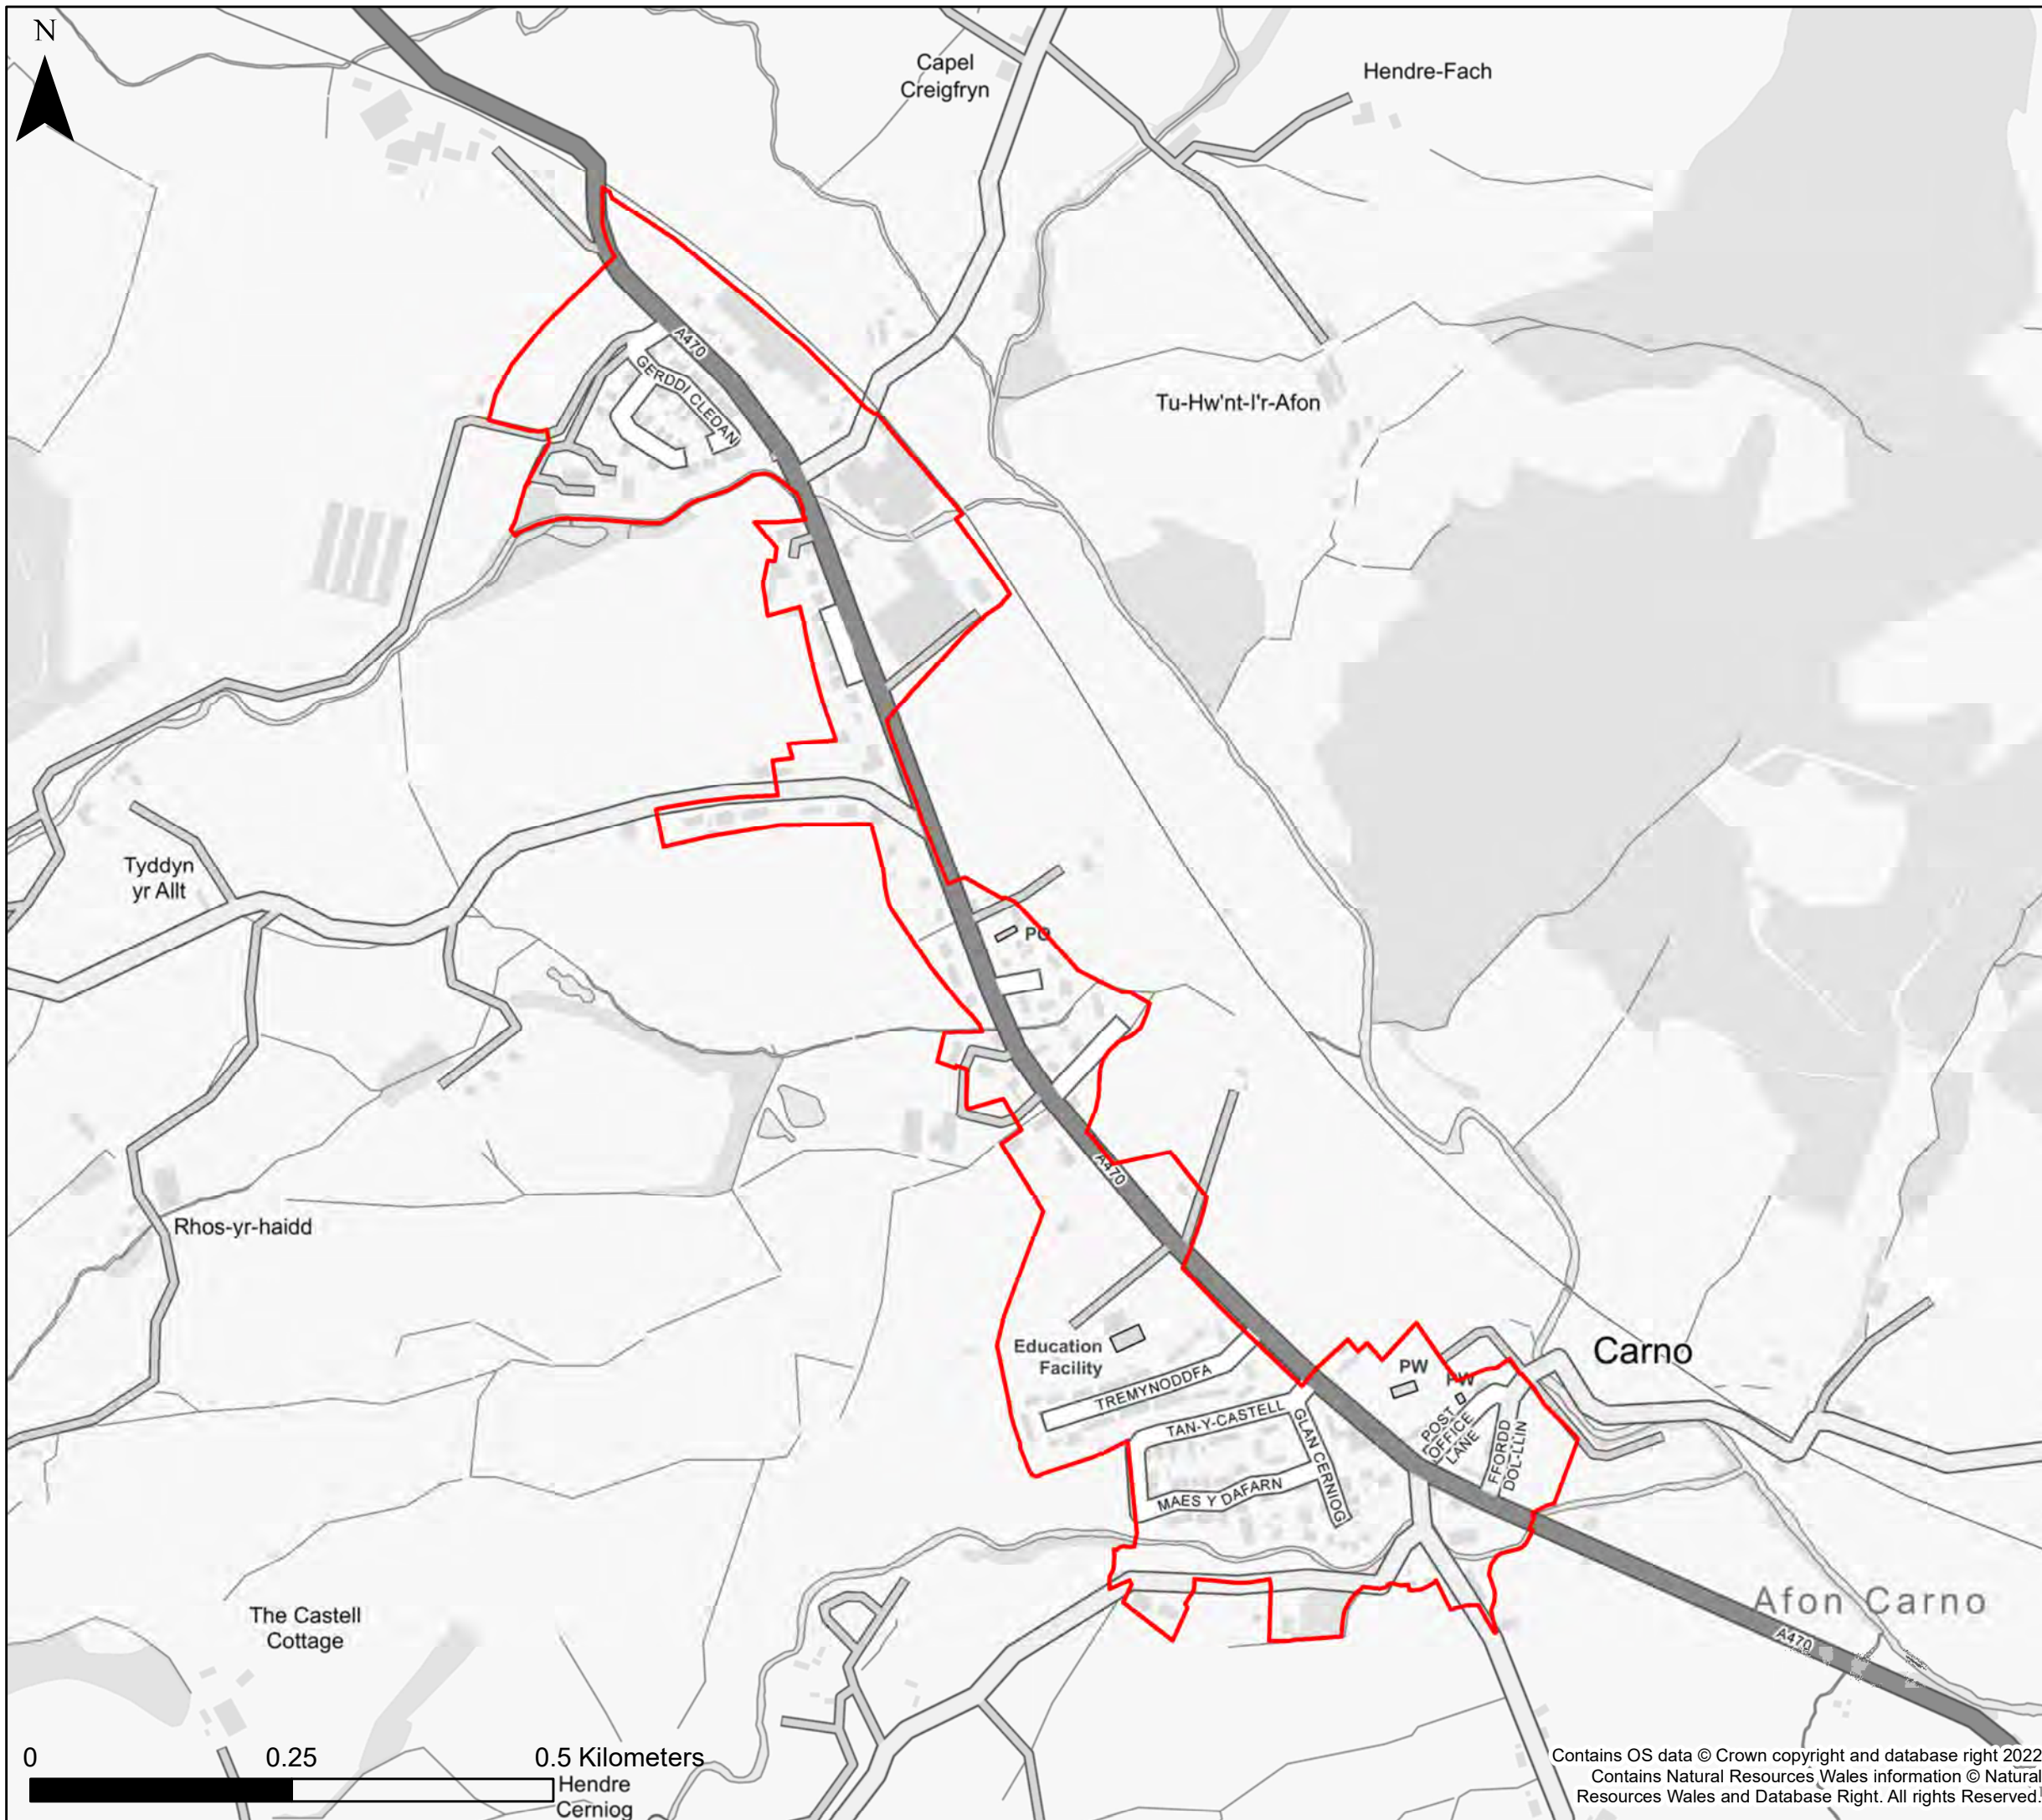 N
Capel
Creigfryn
Hendre-Fach
A470
GERDDI CLEDAN
Tu-Hw'nt-I'r-Afon
Tyddyn
yr Allt
PO
A470
Rhos-yr-haidd
Education
Facility
TREMYNODDFA
TAN-Y-CASTELL
GLAN CERNIOG
MAES Y DAFARN
PW
PW
POST
OFFICE
LANE
FFORDD
DOL-LLIN
Carno
Afon Carno
A470
The Castell
Cottage
0 0.25 0.5 Kilometers
Hendre
Cerniog
Contains OS data © Crown copyright and database right 2022
Contains Natural Resources Wales information © Natural
Resources Wales and Database Right. All rights Reserved.